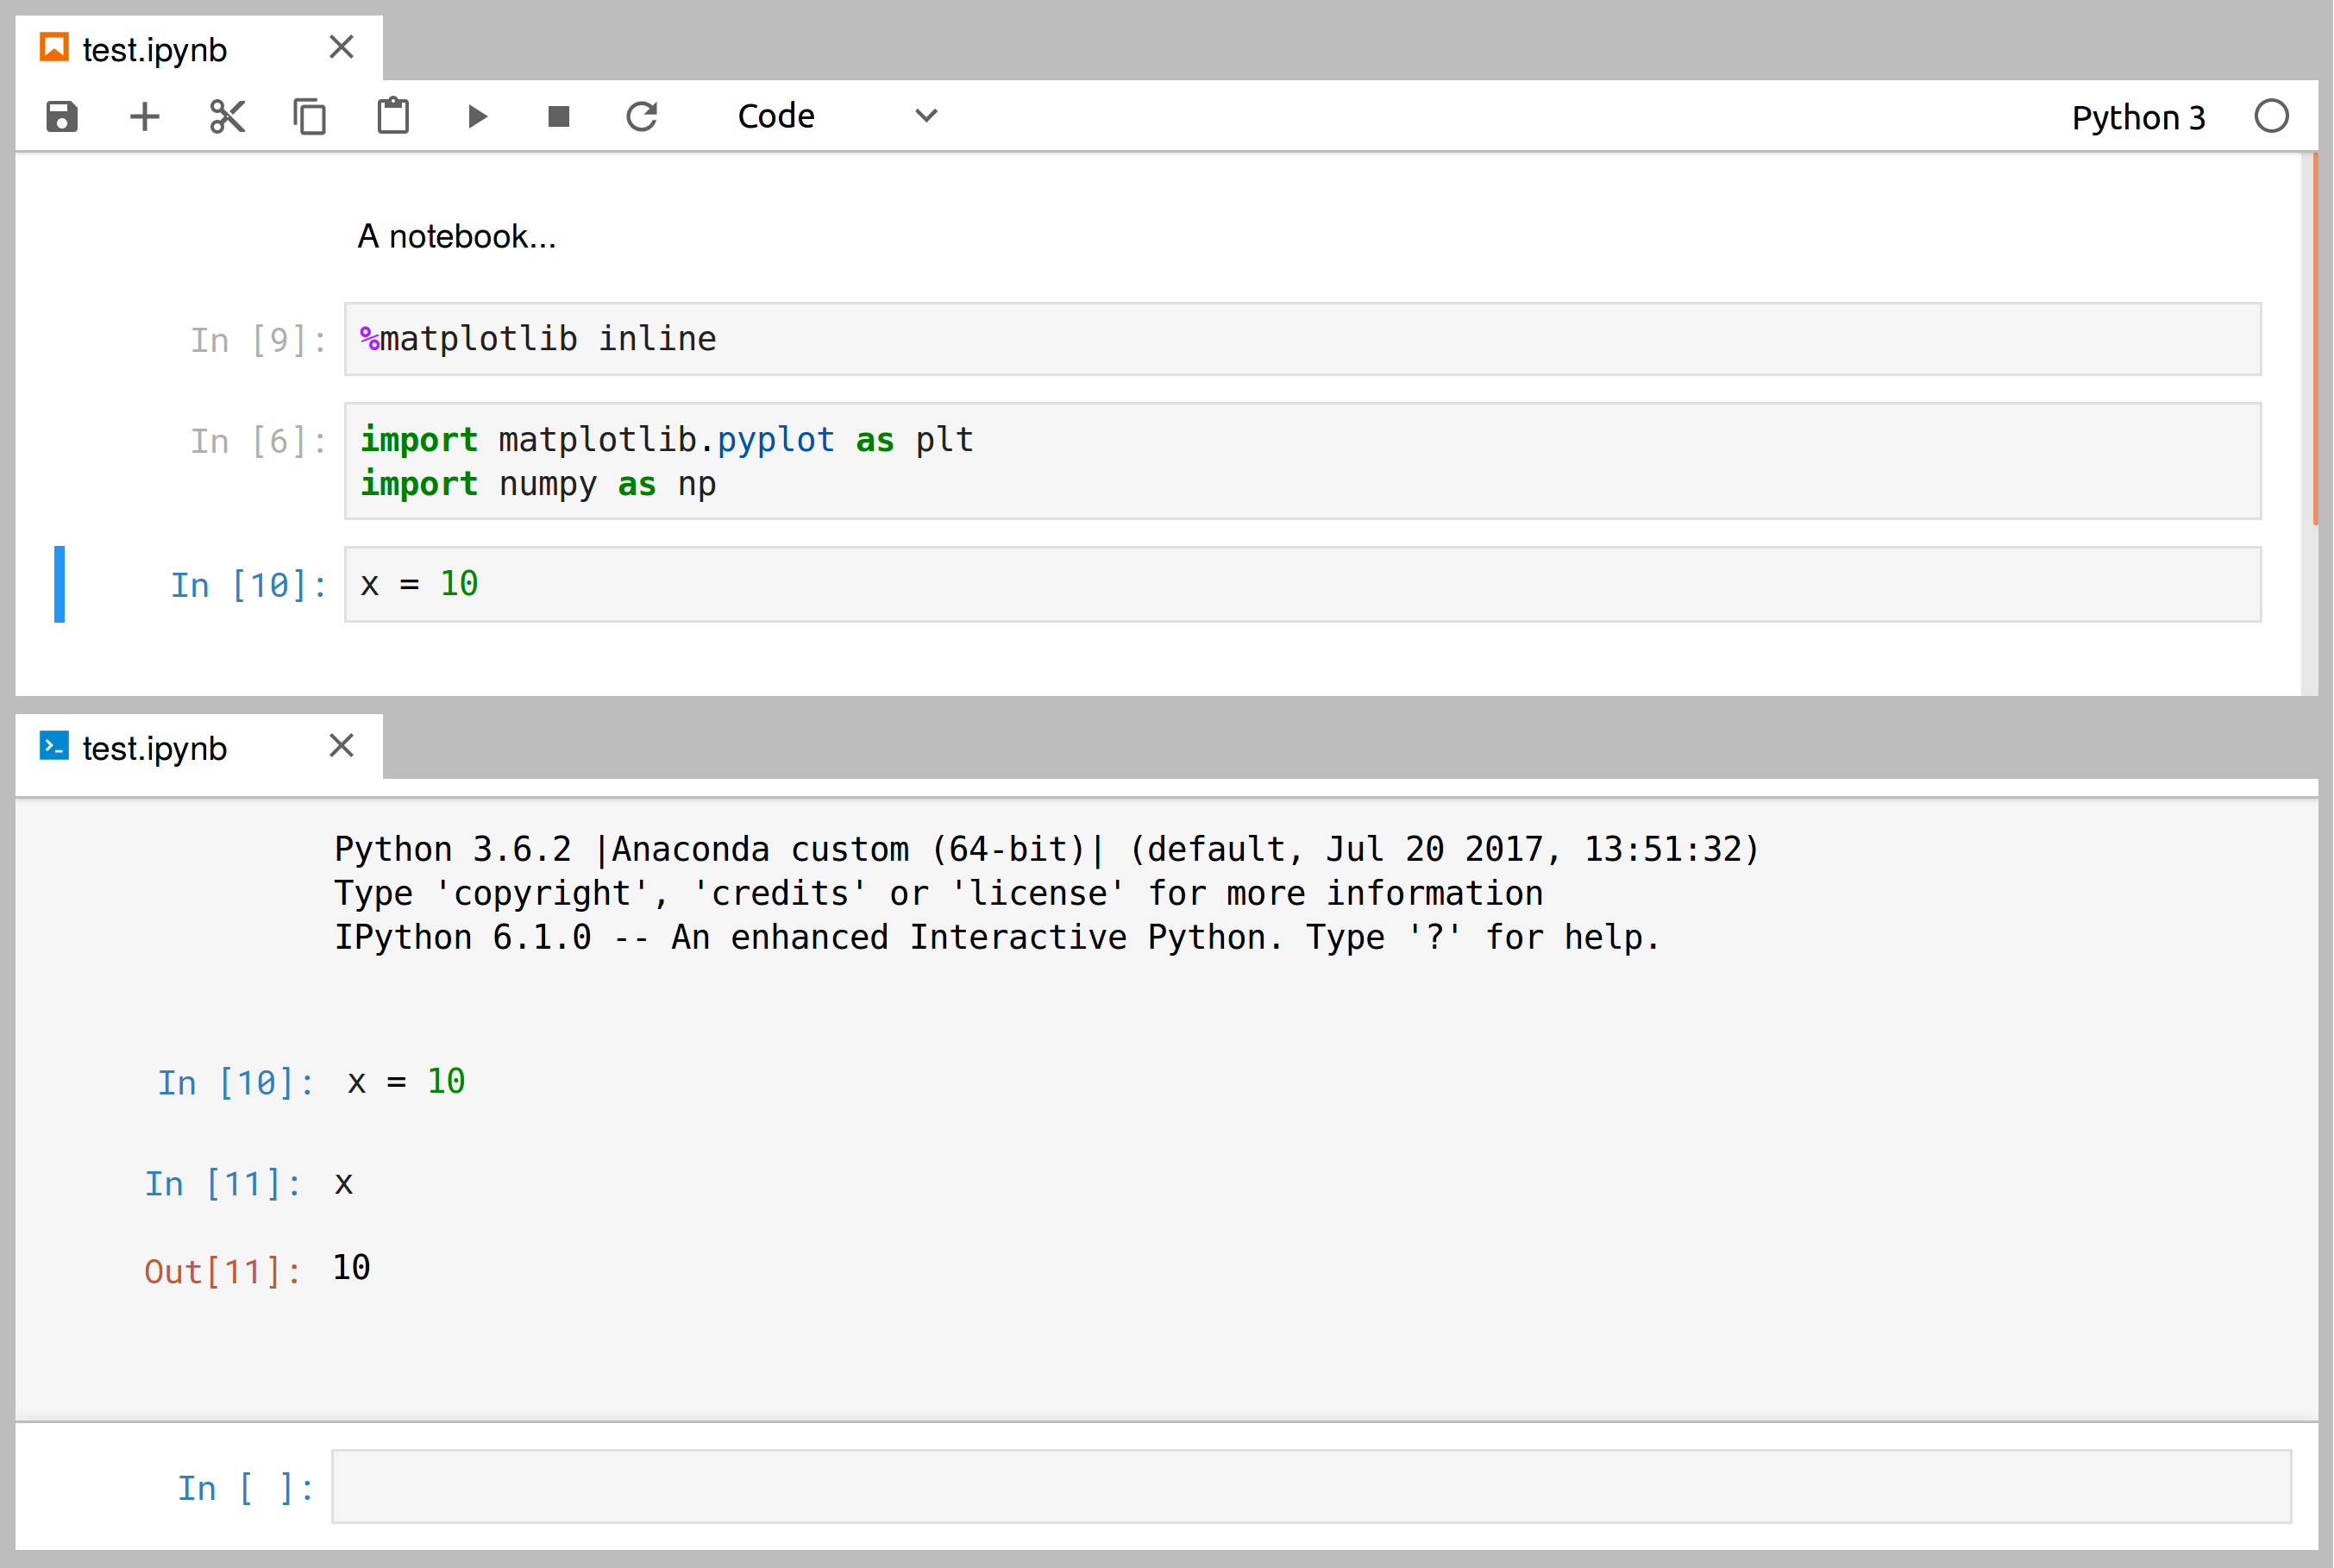 test.ipynb
Code
Python 3
A notebook...
In [9]: %matplotlib inline
In [6]: import matplotlib.pyplot as plt
import numpy as np
In [10]: x = 10
test.ipynb
Python 3.6.2 |Anaconda custom (64-bit)| (default, Jul 20 2017, 13:51:32)
Type 'copyright', 'credits' or 'license' for more information
IPython 6.1.0 -- An enhanced Interactive Python. Type '?' for help.
In [10]: x = 10
In [11]: x
Out[11]: 10
In [ ]: